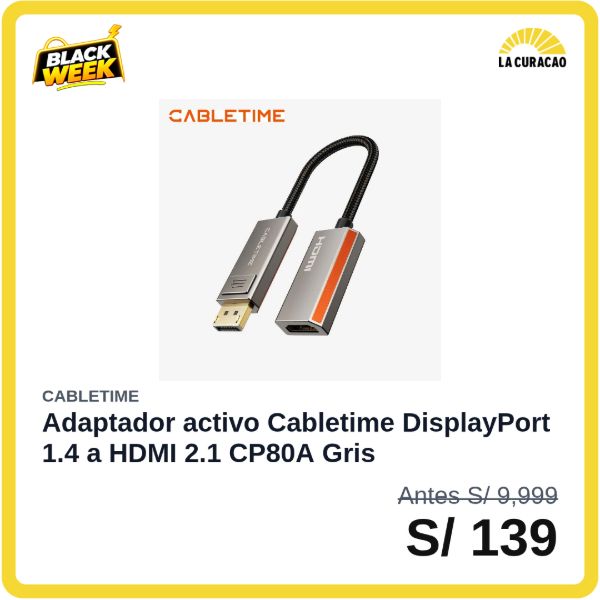 BLACK
WEEK
LA CURACAO
CABLETIME
CABLETIME
HDMI
CABLETIME
Adaptador activo Cabletime DisplayPort
1.4 a HDMI 2.1 CP80A Gris
Antes S/ 9,999
S/ 139